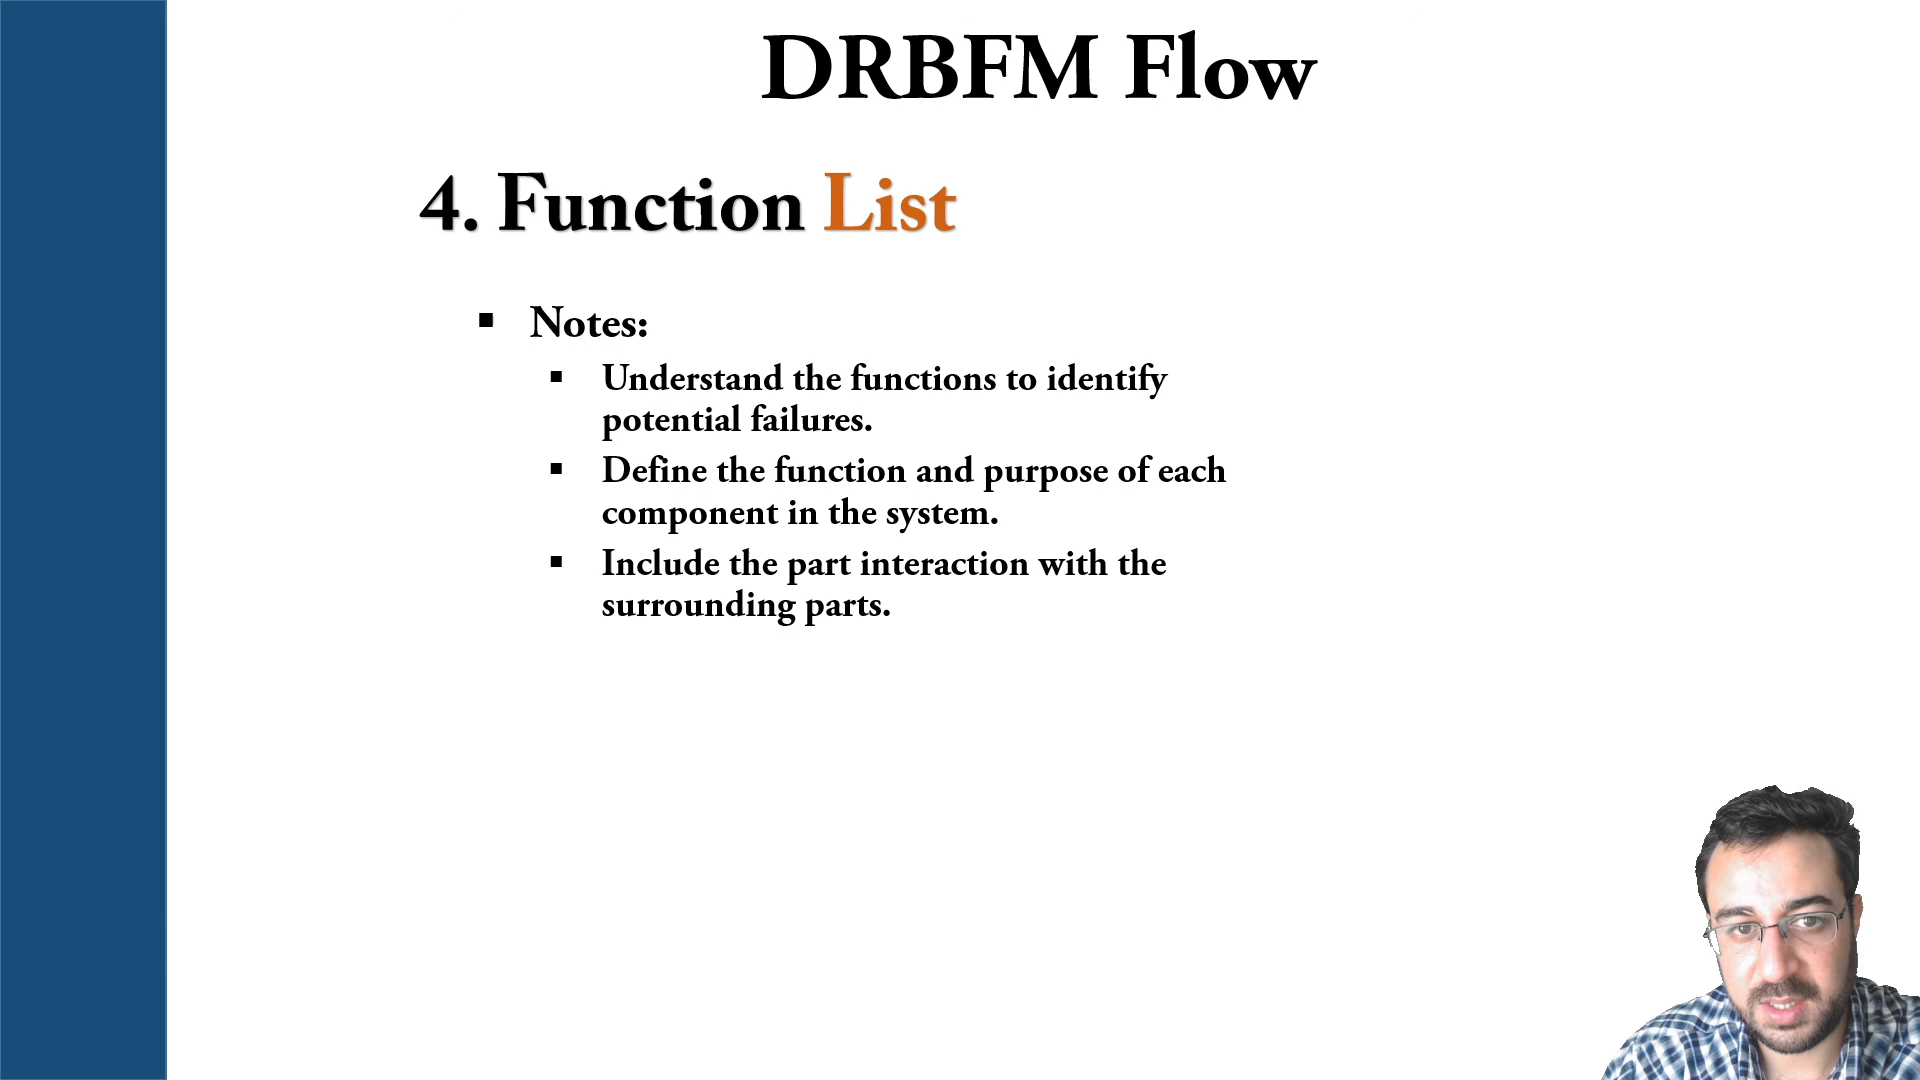 DRBFM Flow
4. Function List
▪ Notes:
▪ Understand the functions to identify
potential failures.
▪ Define the function and purpose of each
component in the system.
▪ Include the part interaction with the
surrounding parts.